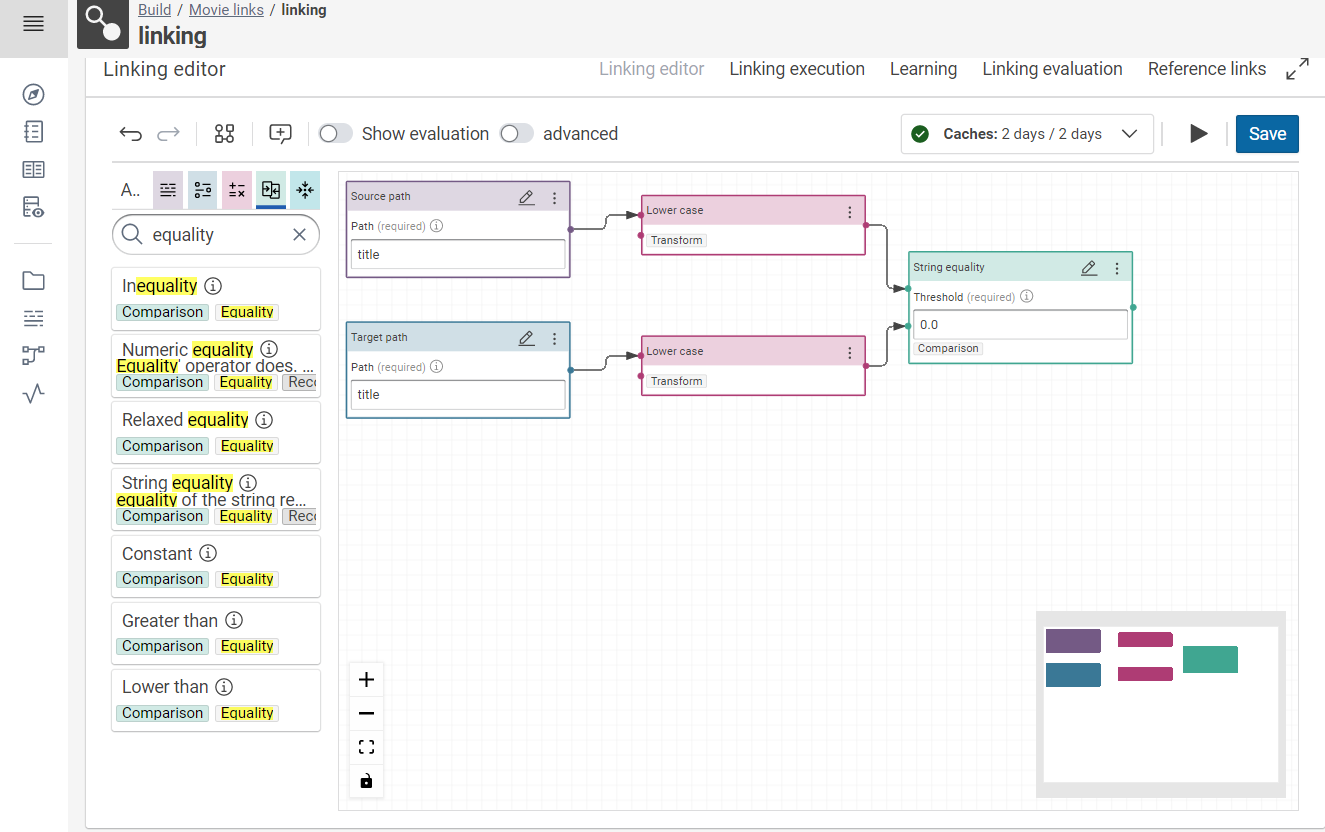 Build / Movie links / linking
linking
Linking editor
Linking editor Linking execution Learning Linking evaluation Reference links
Show evaluation advanced Caches: 2 days / 2 days Save
A..
equality
Inequality
Comparison Equality
Numeric equality
Equality' operator does. ...
Comparison Equality Reco
Relaxed equality
Comparison Equality
String equality
equality of the string re...
Comparison Equality Reco
Constant
Comparison Equality
Greater than
Comparison Equality
Lower than
Comparison Equality
Source path
Path (required)
title
Target path
Path (required)
title
Lower case
Transform
Lower case
Transform
String equality
Threshold (required)
0.0
Comparison